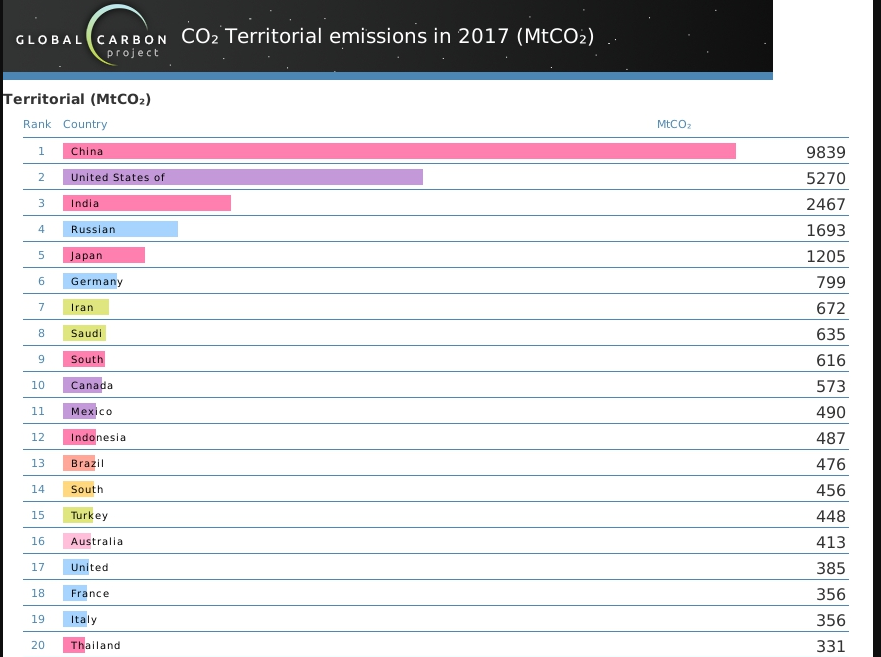 GLOBAL CARBON
project
CO₂ Territorial emissions in 2017 (MtCO₂)
Territorial (MtCO₂)
Rank Country MtCO₂
1 China 9839
2 United States of 5270
3 India 2467
4 Russian 1693
5 Japan 1205
6 Germany 799
7 Iran 672
8 Saudi 635
9 South 616
10 Canada 573
11 Mexico 490
12 Indonesia 487
13 Brazil 476
14 South 456
15 Turkey 448
16 Australia 413
17 United 385
18 France 356
19 Italy 356
20 Thailand 331